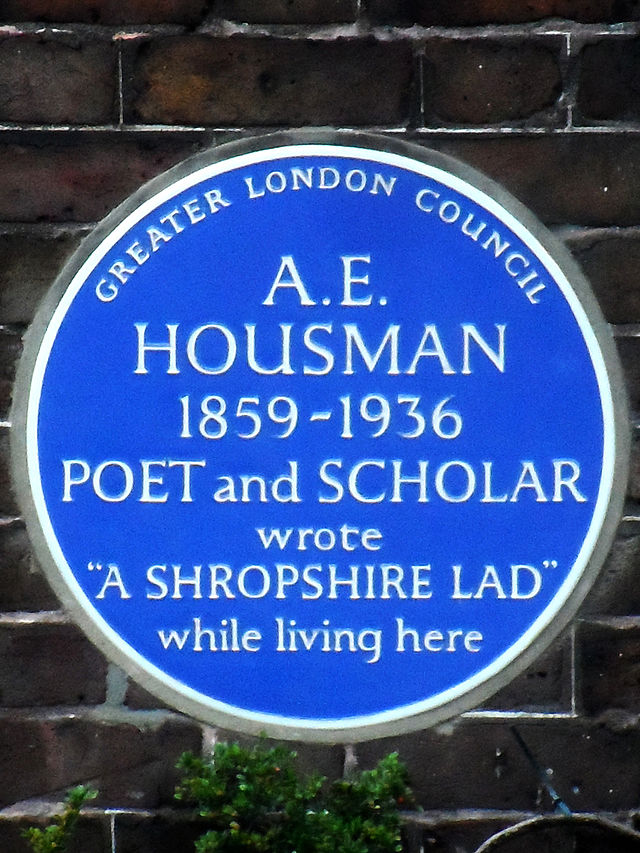 GREATER LONDON COUNCIL
A.E.
HOUSMAN
1859-1936
POET and SCHOLAR
wrote
“A SHROPSHIRE LAD”
while living here